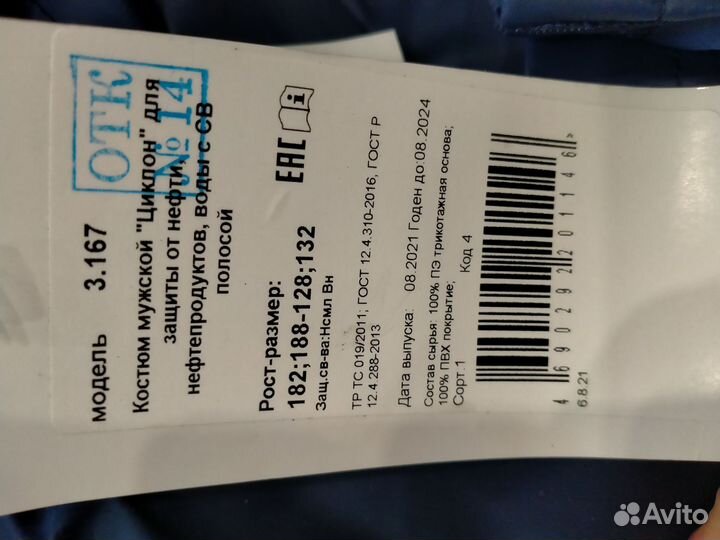 ОТК
№ 14
модель 3.167
Костюм мужской "Циклон" для
защиты от нефти,
нефтепродуктов, воды с СВ
полосой
Рост-размер:
182;188-128;132
Защ.св-ва:Нсмл Вн
ЕАС
ТР ТС 019/2011; ГОСТ 12.4.310-2016, ГОСТ Р
12.4 288-2013
Дата выпуска: 08.2021 Годен до:08.2024
Состав сырья: 100% ПЭ трикотажная основа;
100% ПВХ покрытие; Код 4
Сорт.1
4 690292 201146 >
6.8.21
Avito